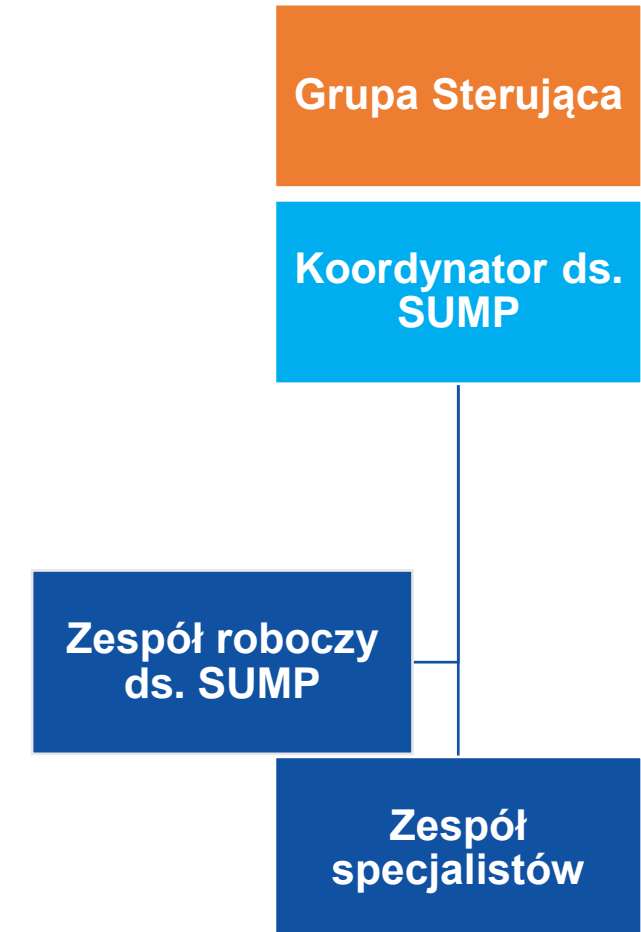 Grupa Sterująca
Koordynator ds.
SUMP
Zespół roboczy
ds. SUMP
Zespół
specjalistów